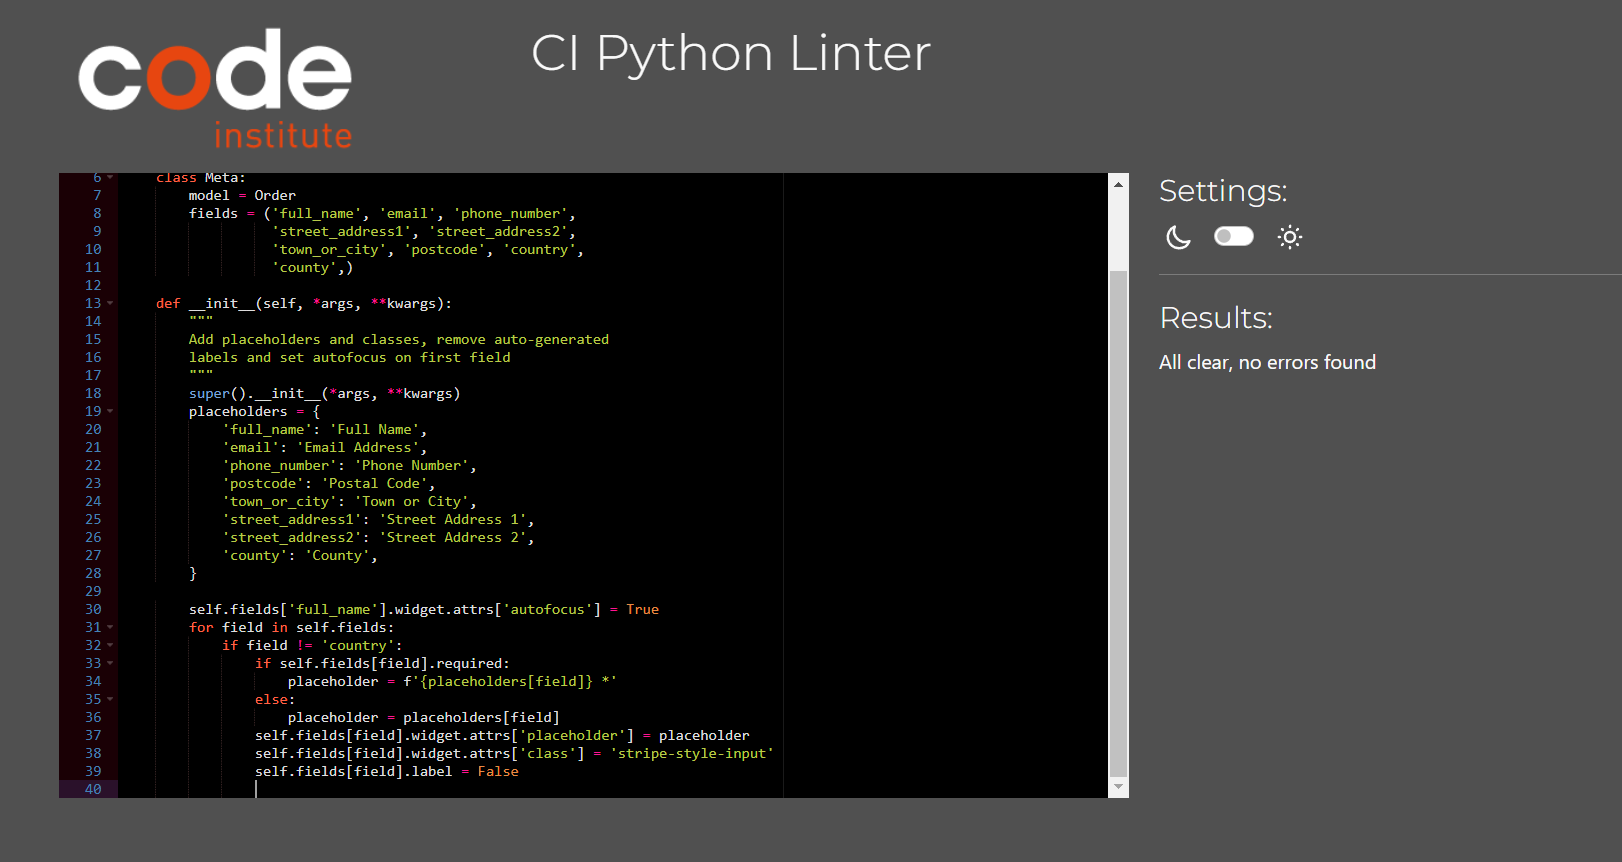 code
institute
CI Python Linter
6 class Meta:
7 model = Order
8 fields = ('full_name', 'email', 'phone_number',
9 'street_address1', 'street_address2',
10 'town_or_city', 'postcode', 'country',
11 'county',)
12
13 def __init__(self, *args, **kwargs):
14 """
15 Add placeholders and classes, remove auto-generated
16 labels and set autofocus on first field
17 """
18 super().__init__(*args, **kwargs)
19 placeholders = {
20 'full_name': 'Full Name',
21 'email': 'Email Address',
22 'phone_number': 'Phone Number',
23 'postcode': 'Postal Code',
24 'town_or_city': 'Town or City',
25 'street_address1': 'Street Address 1',
26 'street_address2': 'Street Address 2',
27 'county': 'County',
28 }
29
30 self.fields['full_name'].widget.attrs['autofocus'] = True
31 for field in self.fields:
32 if field != 'country':
33 if self.fields[field].required:
34 placeholder = f'{placeholders[field]} *'
35 else:
36 placeholder = placeholders[field]
37 self.fields[field].widget.attrs['placeholder'] = placeholder
38 self.fields[field].widget.attrs['class'] = 'stripe-style-input'
39 self.fields[field].label = False
40
Settings:
Results:
All clear, no errors found